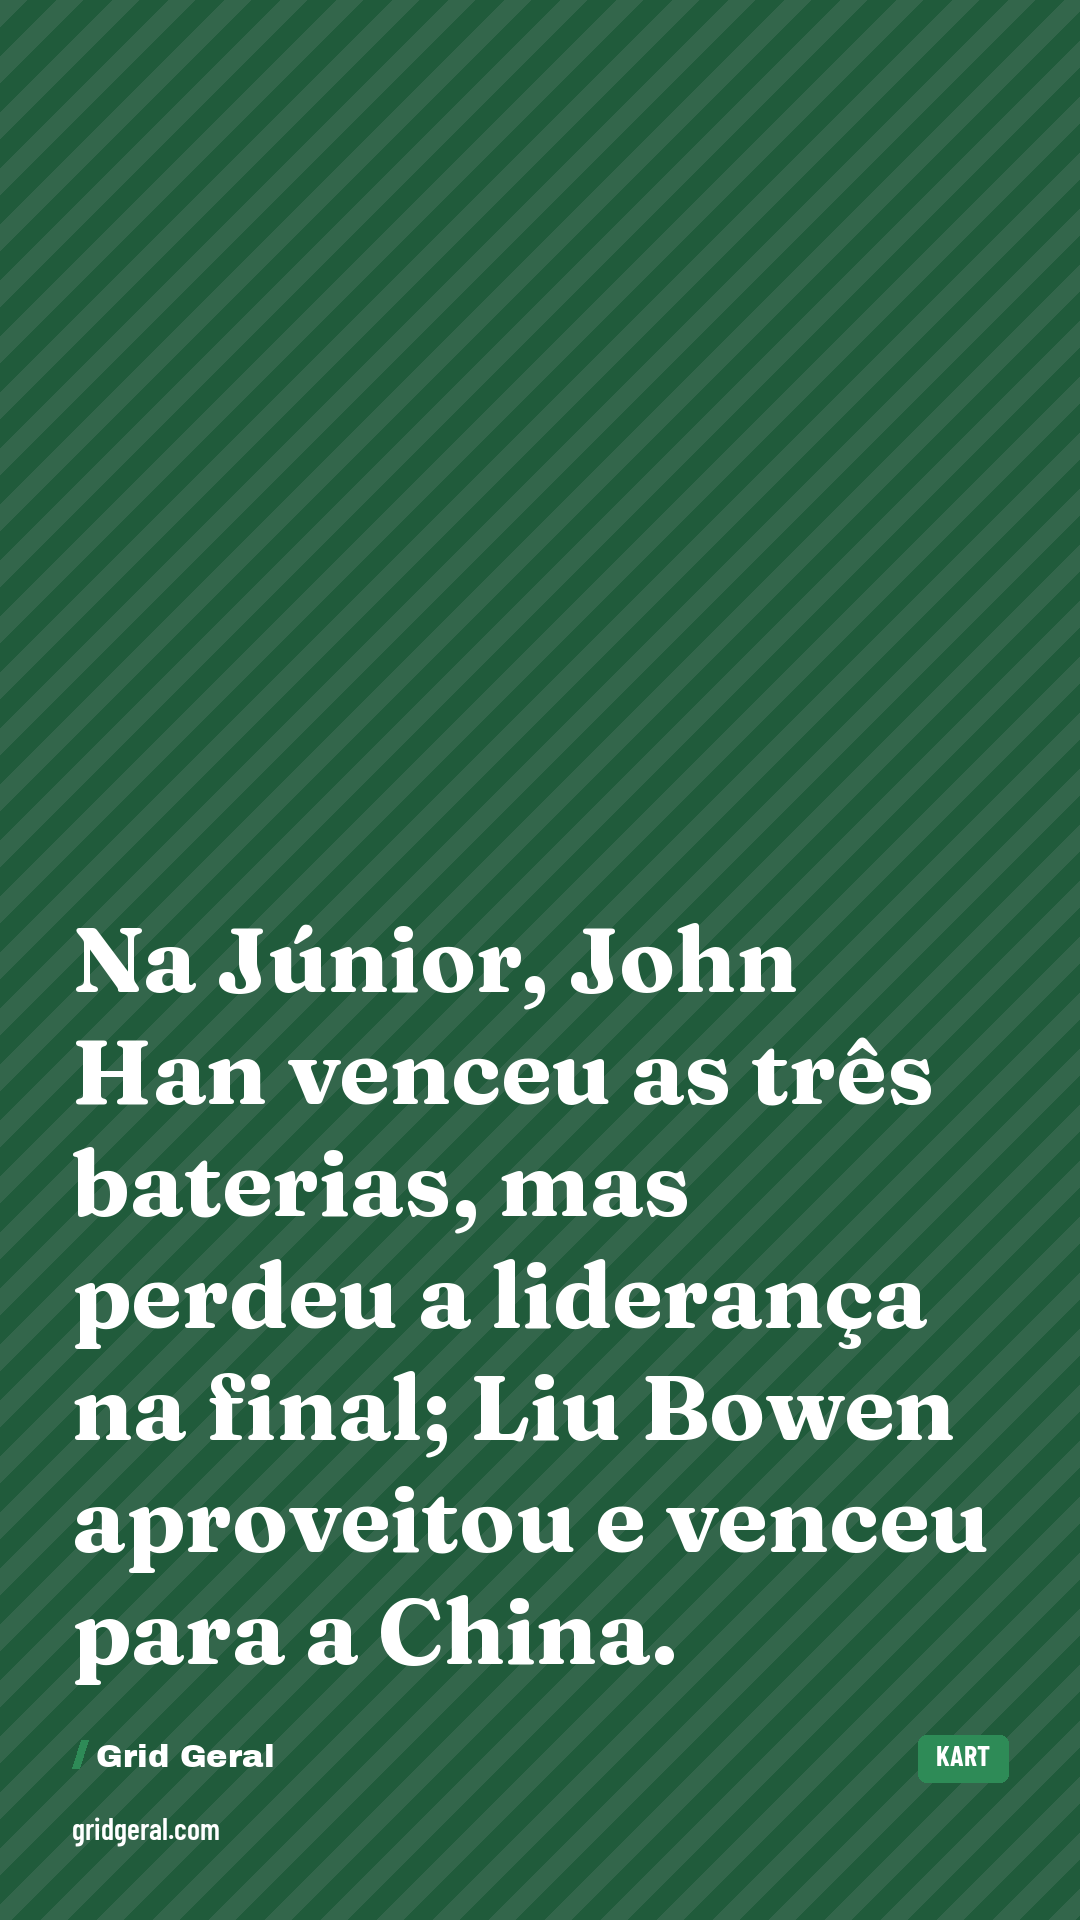 Na Júnior, John
Han venceu as três
baterias, mas
perdeu a liderança
na final; Liu Bowen
aproveitou e venceu
para a China.
/ Grid Geral
KART
gridgeral.com